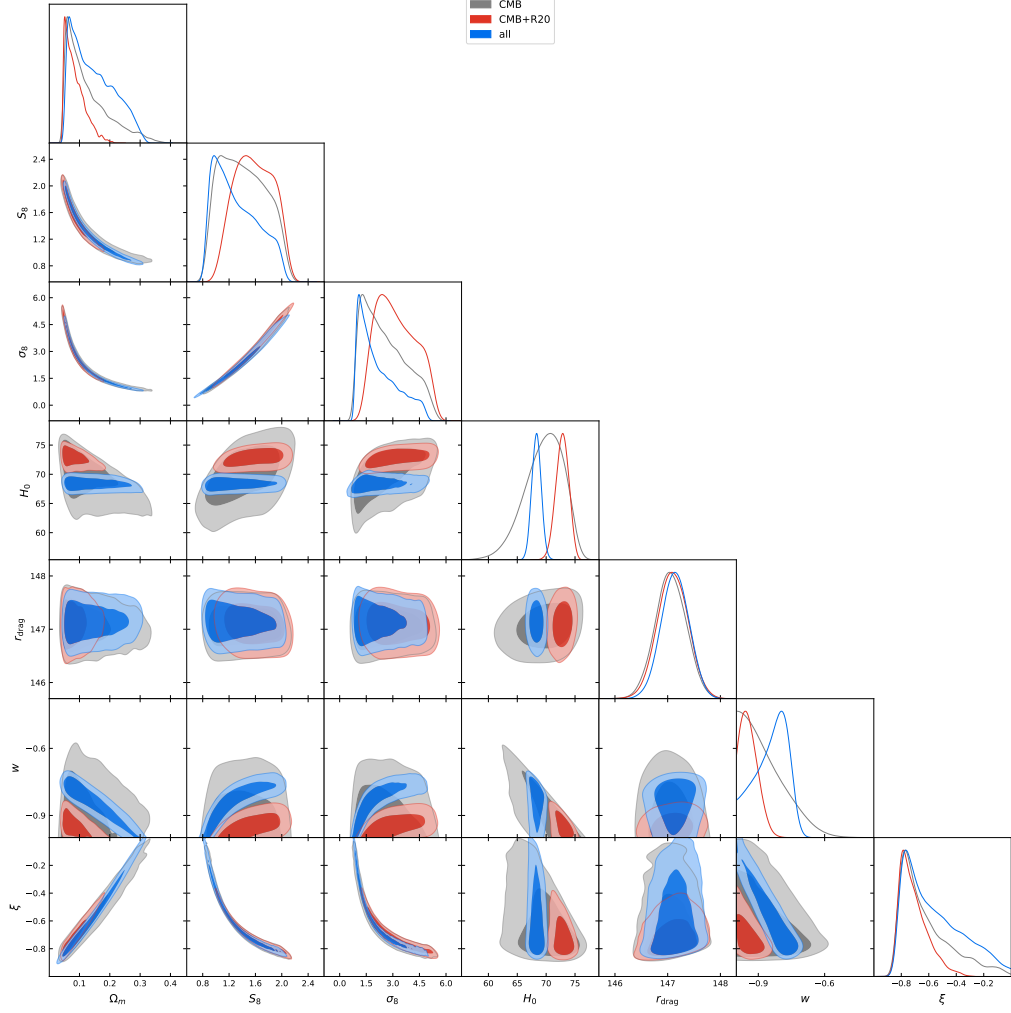 CMB
CMB+R20
all
2.4
2.0
1.6
1.2
0.8
S₈
6.0
4.5
3.0
1.5
0.0
σ₈
75
70
65
60
H₀
148
147
146
r_drag
−0.6
−0.9
w
−0.2
−0.4
−0.6
−0.8
ξ
0.1 0.2 0.3 0.4
0.8 1.2 1.6 2.0 2.4
0.0 1.5 3.0 4.5 6.0
60 65 70 75
146 147 148
−0.9 −0.6
−0.8 −0.6 −0.4 −0.2
Ωₘ
S₈
σ₈
H₀
r_drag
w
ξ